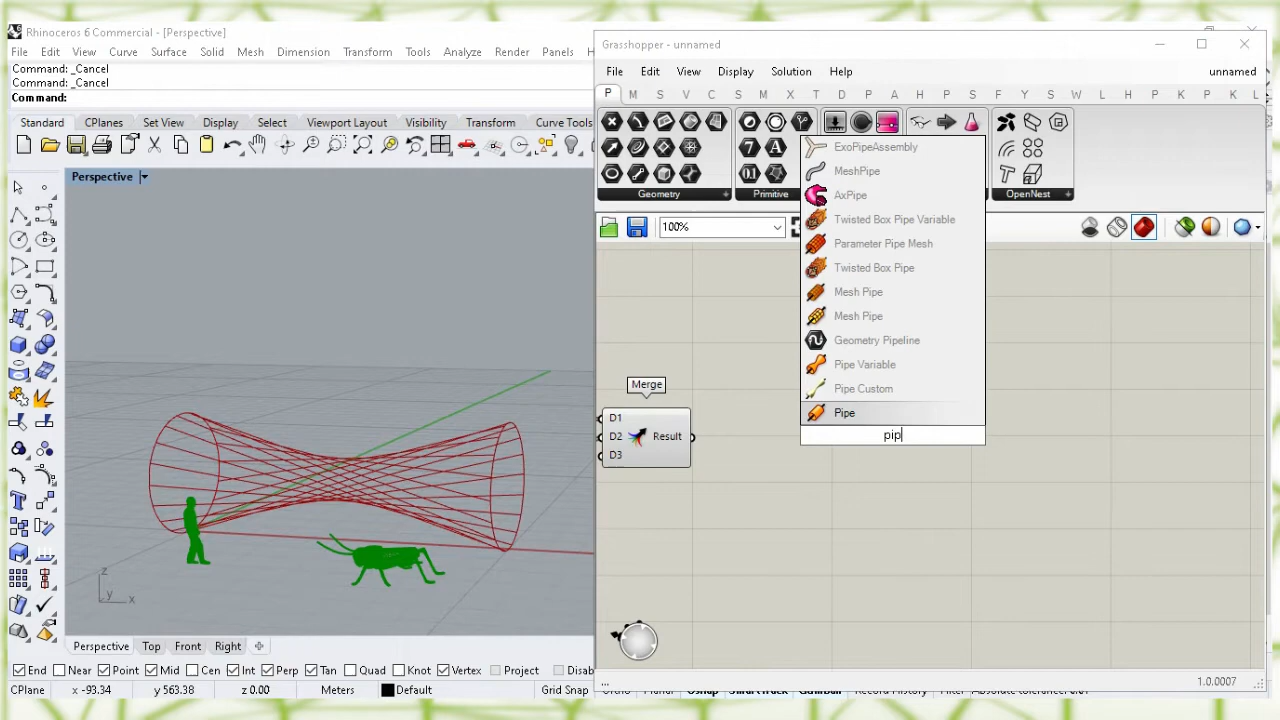 Rhinoceros 6 Commercial - [Perspective]
File Edit View Curve Surface Solid Mesh Dimension Transform Tools Analyze Render Panels
Command: _Cancel
Command: _Cancel
Command:
Standard CPlanes Set View Display Select Viewport Layout Visibility Transform Curve Tools
Perspective
z
y x
Perspective Top Front Right
End Near Point Mid Cen Int Perp Tan Quad Knot Vertex Project Disab
CPlane x -93.34 y 563.38 z 0.00 Meters Default Grid Snap
Grasshopper - unnamed
File Edit View Display Solution Help unnamed
P M S V C I S M X T D P A H P S F Y S W L H P K P K L
Geometry Primitive OpenNest
100%
ExoPipeAssembly
MeshPipe
AxPipe
Twisted Box Pipe Variable
Parameter Pipe Mesh
Twisted Box Pipe
Mesh Pipe
Mesh Pipe
Geometry Pipeline
Pipe Variable
Pipe Custom
Pipe
pip
Merge
D1
D2 Result
D3
...
1.0.0007